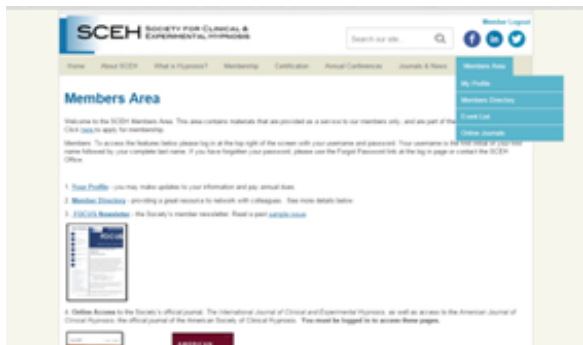 Member Logout
SCEH SOCIETY FOR CLINICAL & EXPERIMENTAL HYPNOSIS
Search our site...
Home About SCEH What is Hypnosis? Membership Certification Annual Conferences Journals & News Members Area
My Profile
Members Directory
Event List
Online Journals
Members Area
Welcome to the SCEH Members Area. This area contains materials that are provided as a service to our members only, and are part of the
Click here to apply for membership.
Members: To access the features below please log in at the top right of the screen with your username and password. Your username is the first initial of your first
name followed by your complete last name. If you have forgotten your password, please use the Forgot Password link at the log in page or contact the SCEH
Office.
1. Your Profile - you may make updates to your information and pay annual dues.
2. Member Directory - providing a great resource to network with colleagues. See more details below.
3. FOCUS Newsletter - the Society's member newsletter. Read a past sample issue.
FOCUS
4. Online Access to the Society's official journal, The International Journal of Clinical and Experimental Hypnosis, as well as access to the American Journal of
Clinical Hypnosis, the official journal of the American Society of Clinical Hypnosis. You must be logged in to access these pages.
AMERICAN